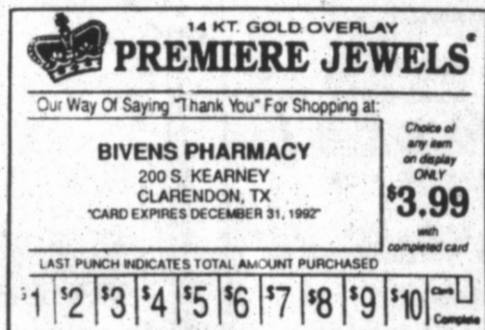 14 KT. GOLD OVERLAY
PREMIERE JEWELS®
Our Way Of Saying "Thank You" For Shopping at:
BIVENS PHARMACY
200 S. KEARNEY
CLARENDON, TX
"CARD EXPIRES DECEMBER 31, 1992"
Choice of
any item
on display
ONLY
$3.99
with
completed card
LAST PUNCH INDICATES TOTAL AMOUNT PURCHASED
$1 $2 $3 $4 $5 $6 $7 $8 $9 $10
Complete